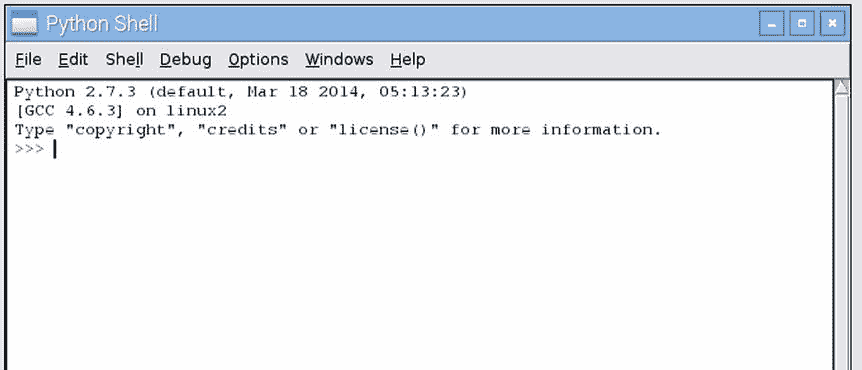 Python Shell
File Edit Shell Debug Options Windows Help
Python 2.7.3 (default, Mar 18 2014, 05:13:23)
[GCC 4.6.3] on linux2
Type "copyright", "credits" or "license()" for more information.
>>>